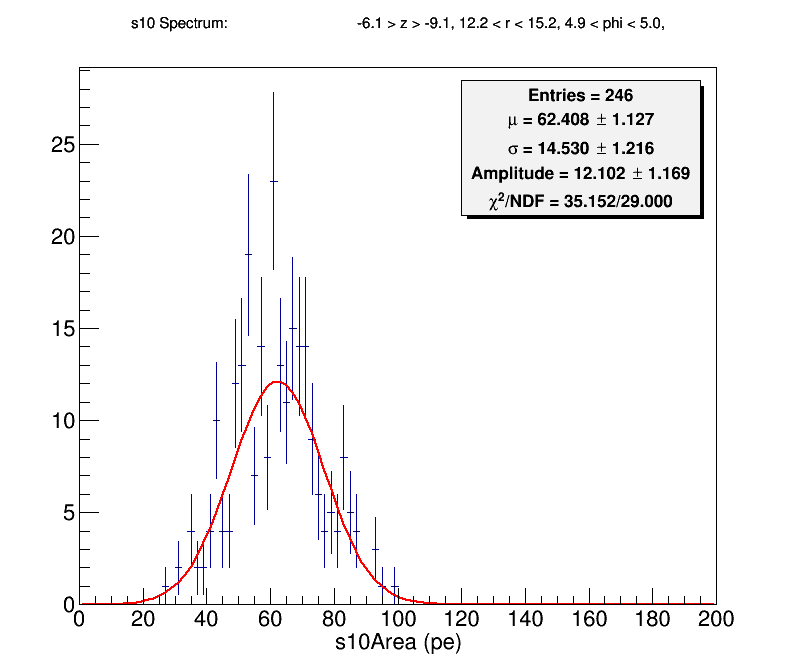 s10 Spectrum: -6.1 > z > -9.1, 12.2 < r < 15.2, 4.9 < phi < 5.0,
Entries = 246
μ = 62.408 ± 1.127
σ = 14.530 ± 1.216
Amplitude = 12.102 ± 1.169
χ²/NDF = 35.152/29.000
25
20
15
10
5
0
0 20 40 60 80 100 120 140 160 180 200
s10Area (pe)